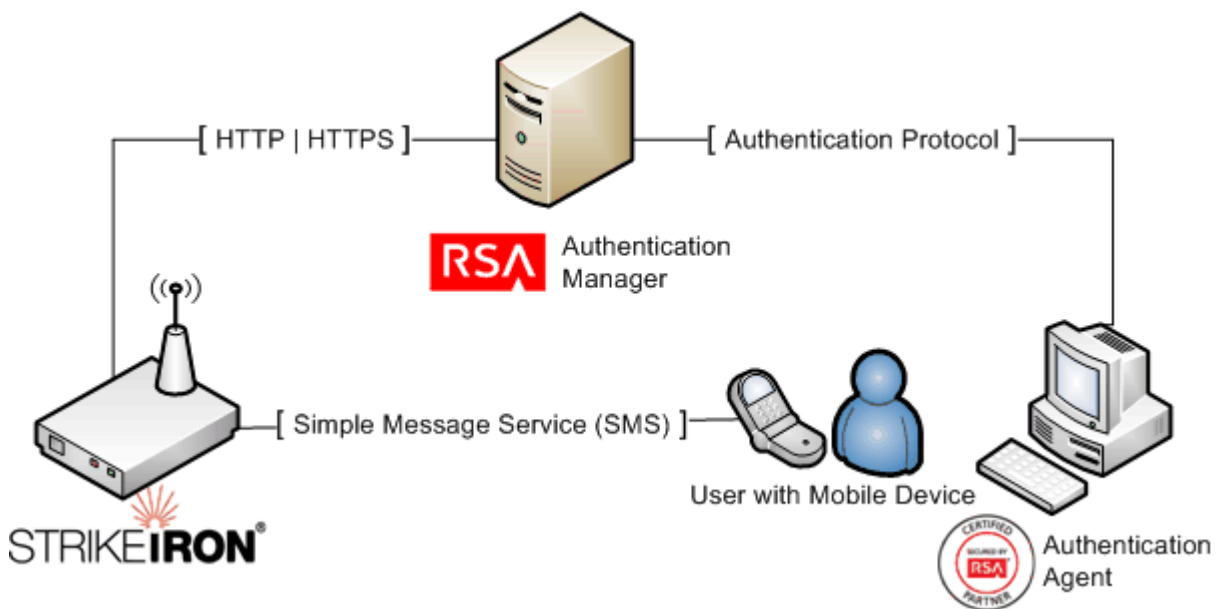 [ HTTP | HTTPS ]
[ Authentication Protocol ]
RSA
Authentication
Manager
[ Simple Message Service (SMS) ]
User with Mobile Device
STRIKEIRON®
CERTIFIED
SECURED BY
RSA
PARTNER
Authentication
Agent